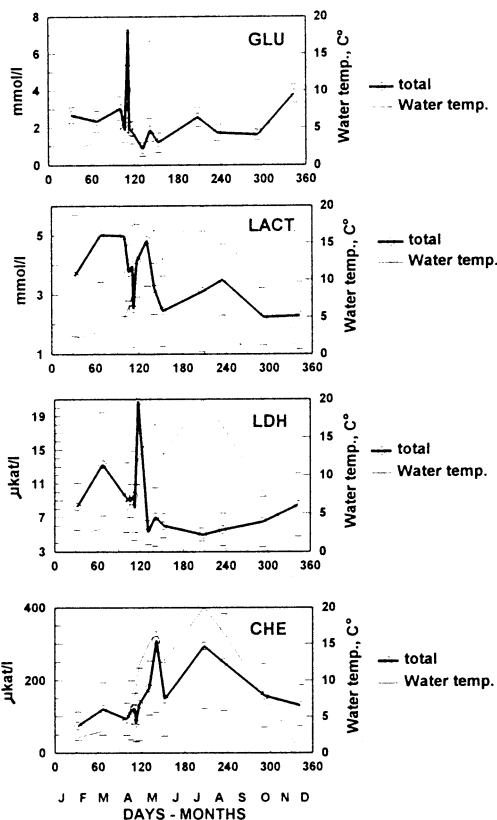 GLU
8
6
4
2
0
mmol/l
20
15
10
5
0
Water temp., C°
total
Water temp.
0 60 120 180 240 300 360
LACT
5
3
1
mmol/l
20
15
10
5
0
Water temp., C°
total
Water temp.
0 60 120 180 240 300 360
LDH
19
15
11
7
3
µkat/l
20
15
10
5
0
Water temp., C°
total
Water temp.
0 60 120 180 240 300 360
CHE
400
200
0
µkat/l
20
15
10
5
0
Water temp., C°
total
Water temp.
0 60 120 180 240 300 360
J F M A M J J A S O N D
DAYS - MONTHS